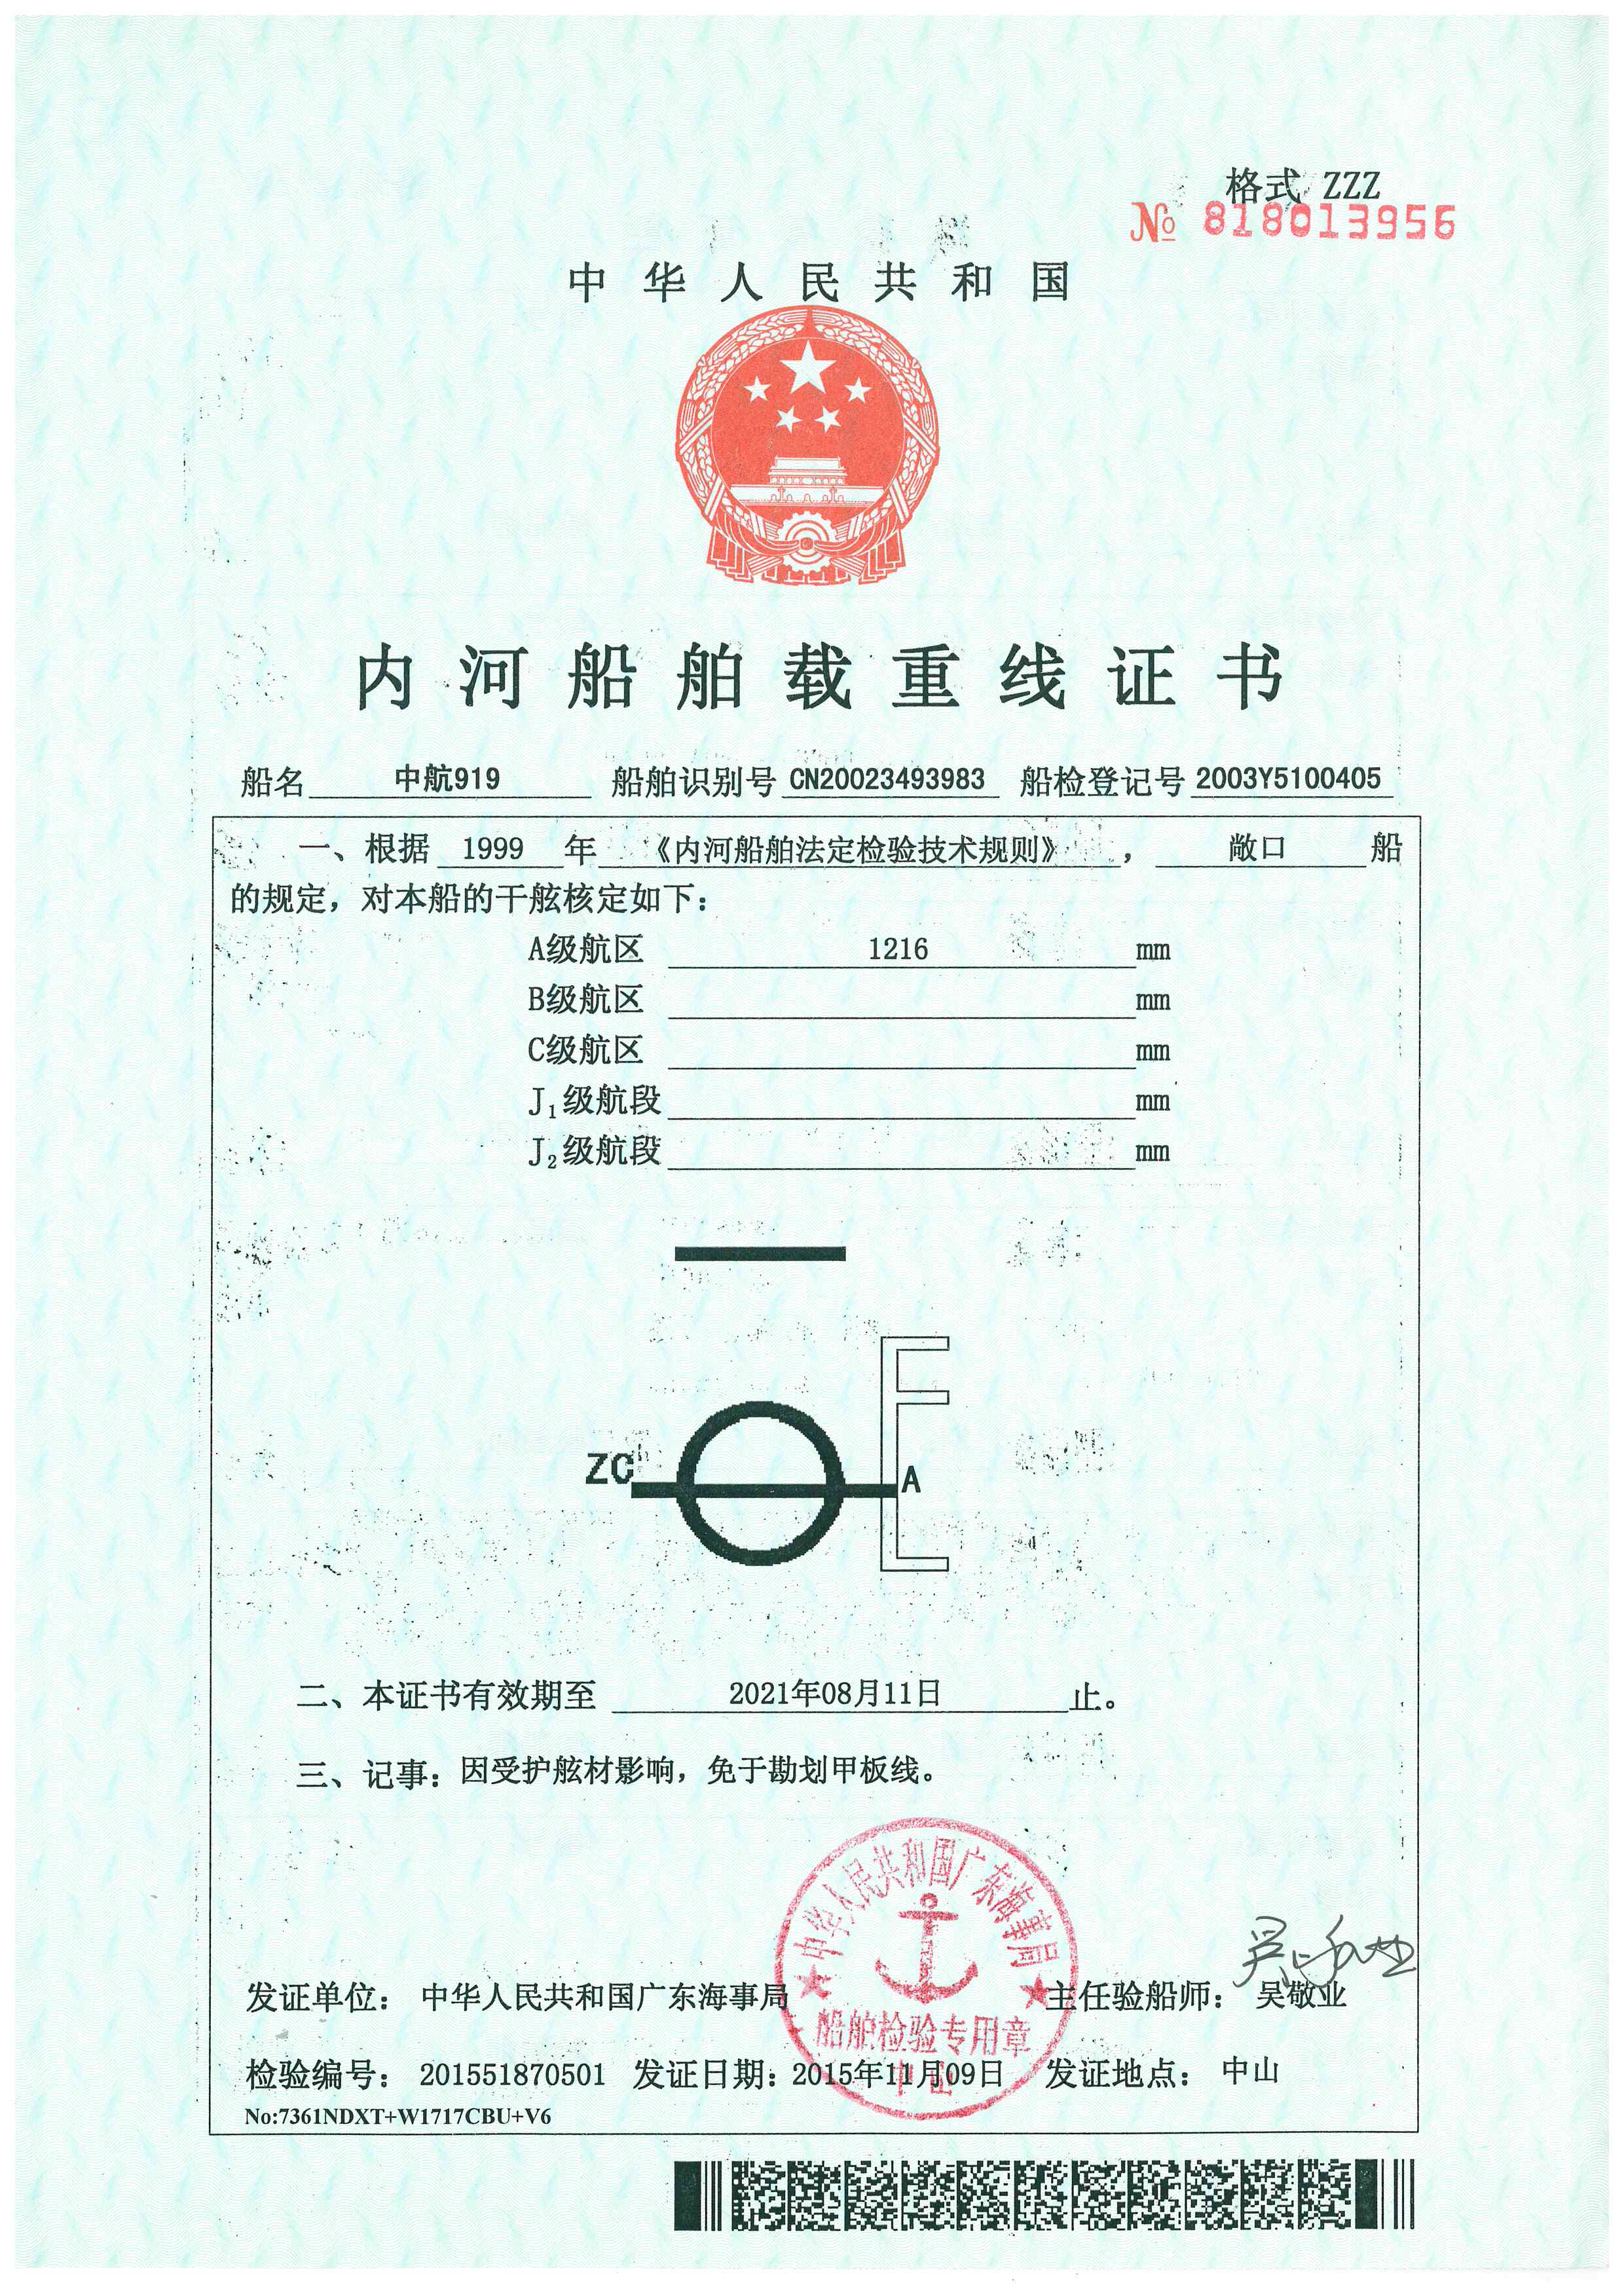 格式 ZZZ
№ 818013956
中华人民共和国
内河船舶载重线证书
船名 中航919 船舶识别号 CN20023493983 船检登记号 2003Y5100405
一、根据 1999 年 《内河船舶法定检验技术规则》 , 敞口 船
的规定，对本船的干舷核定如下：
A级航区 1216 mm
B级航区 mm
C级航区 mm
J₁级航段 mm
J₂级航段 mm
ZC A
二、本证书有效期至 2021年08月11日 止。
三、记事：因受护舷材影响，免于勘划甲板线。
中华人民共和国广东海事局
船舶检验专用章
中山
吴敬业
发证单位： 中华人民共和国广东海事局 主任验船师： 吴敬业
检验编号： 201551870501 发证日期：2015年11月09日 发证地点： 中山
No:7361NDXT+W1717CBU+V6